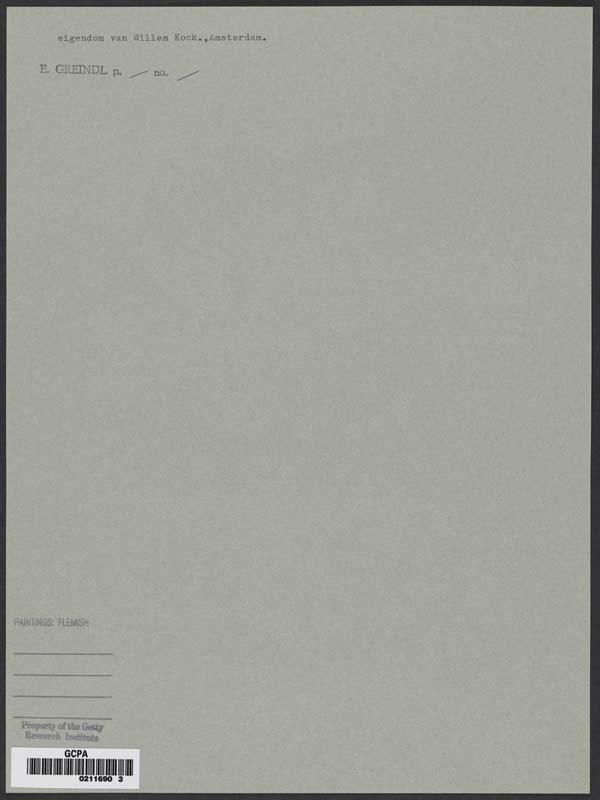 eigendom van Willem Kock.,Amsterdam.
E. GREINDL p. / no. /
PAINTINGS: FLEMISH
Property of the Getty
Research Institute
GCPA
0211690 3